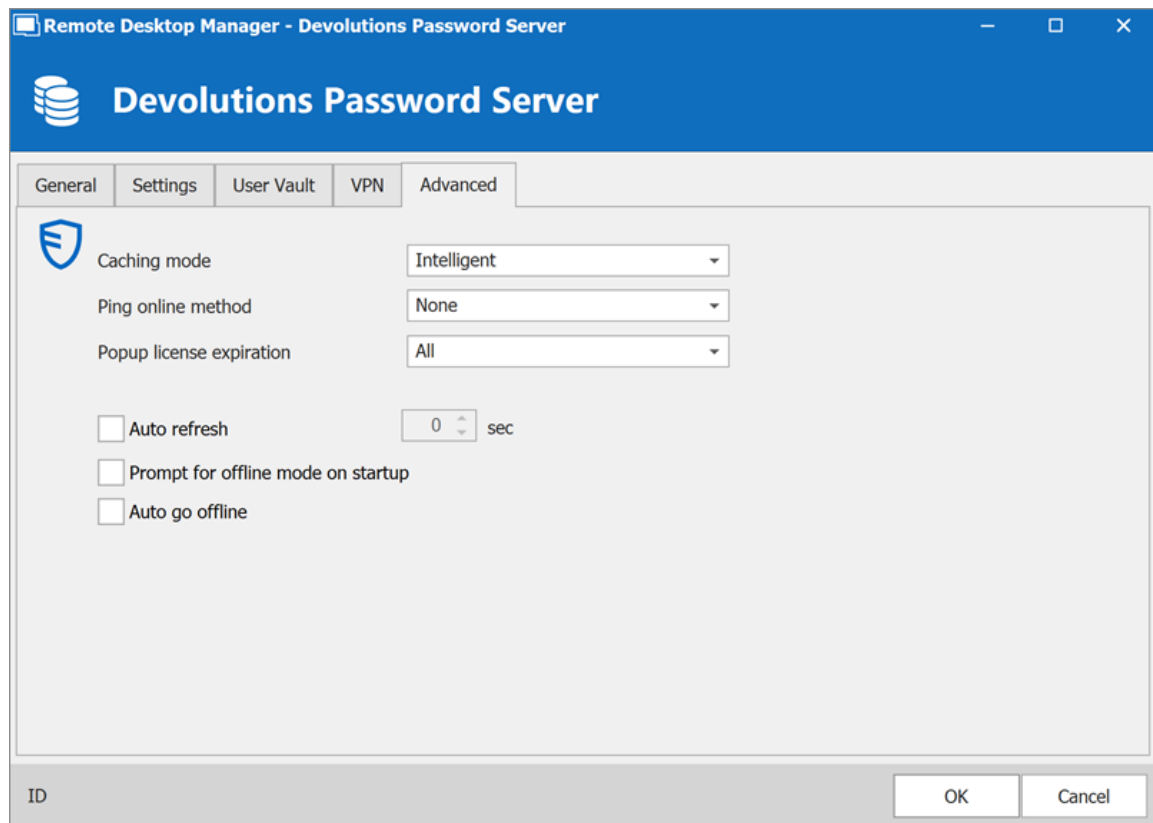 Remote Desktop Manager - Devolutions Password Server
Devolutions Password Server
General Settings User Vault VPN Advanced
Caching mode Intelligent
Ping online method None
Popup license expiration All
Auto refresh 0 sec
Prompt for offline mode on startup
Auto go offline
ID OK Cancel